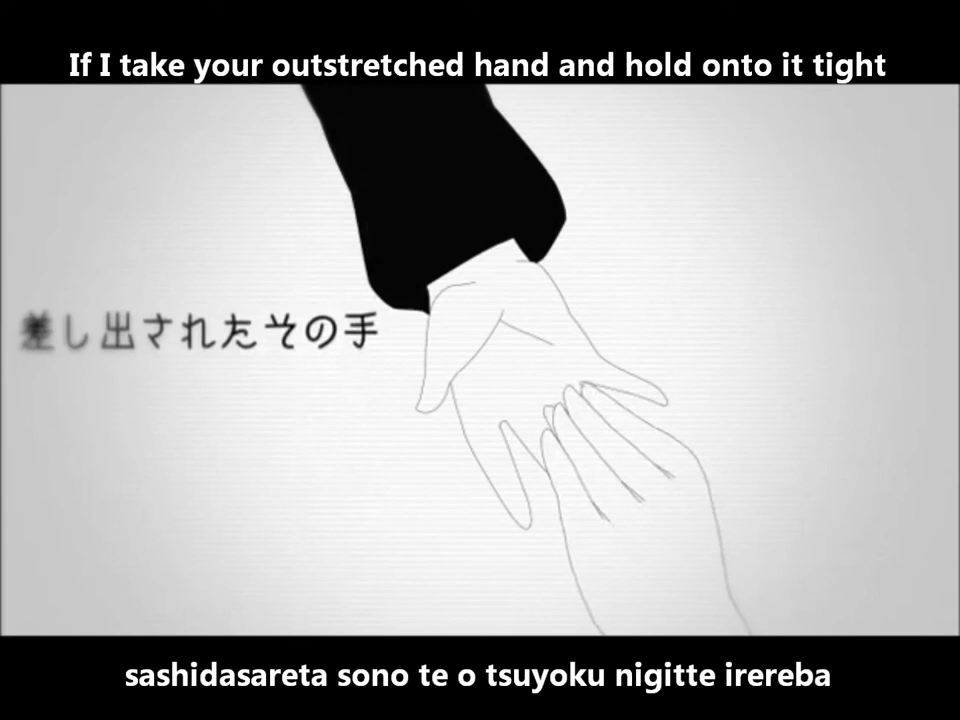 If I take your outstretched hand and hold onto it tight
差し出されたその手
sashidasareta sono te o tsuyoku nigitte irereba